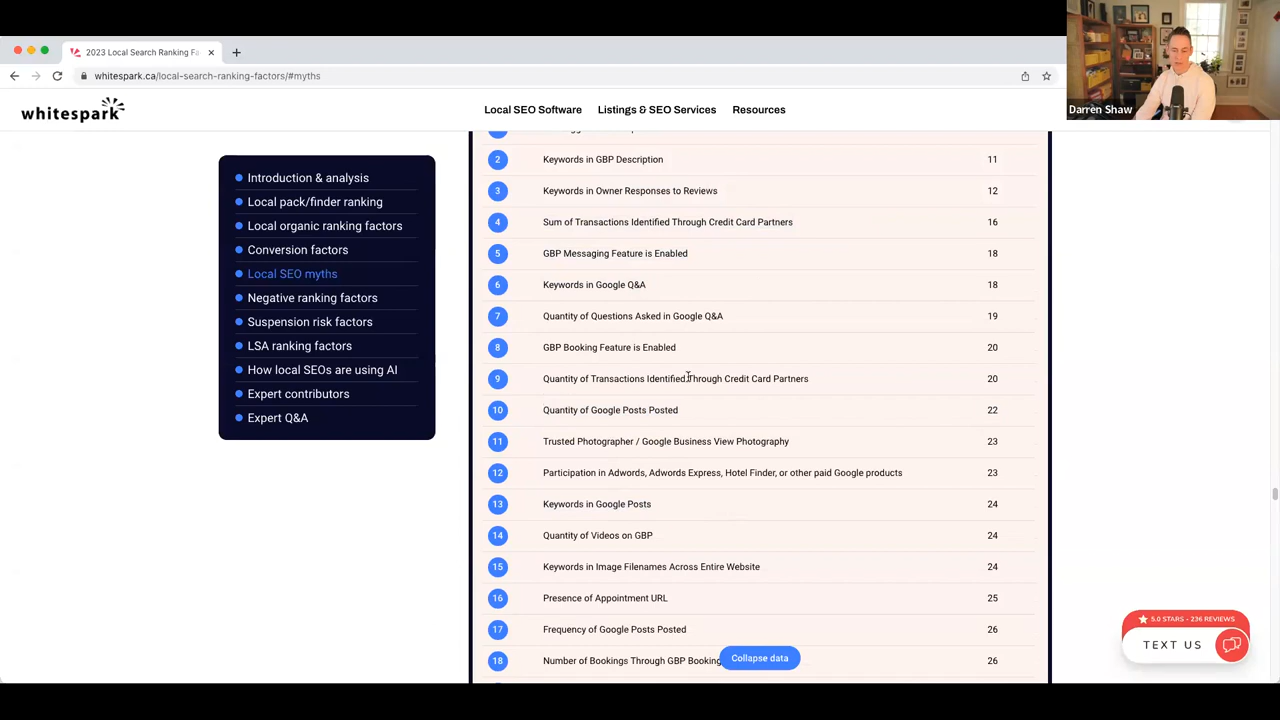 2023 Local Search Ranking Fa
whitespark.ca/local-search-ranking-factors/#myths
Darren Shaw
whitespark
Local SEO Software
Listings & SEO Services
Resources
Introduction & analysis
Local pack/finder ranking
Local organic ranking factors
Conversion factors
Local SEO myths
Negative ranking factors
Suspension risk factors
LSA ranking factors
How local SEOs are using AI
Expert contributors
Expert Q&A
2 Keywords in GBP Description 11
3 Keywords in Owner Responses to Reviews 12
4 Sum of Transactions Identified Through Credit Card Partners 16
5 GBP Messaging Feature is Enabled 18
6 Keywords in Google Q&A 18
7 Quantity of Questions Asked in Google Q&A 19
8 GBP Booking Feature is Enabled 20
9 Quantity of Transactions Identified Through Credit Card Partners 20
10 Quantity of Google Posts Posted 22
11 Trusted Photographer / Google Business View Photography 23
12 Participation in Adwords, Adwords Express, Hotel Finder, or other paid Google products 23
13 Keywords in Google Posts 24
14 Quantity of Videos on GBP 24
15 Keywords in Image Filenames Across Entire Website 24
16 Presence of Appointment URL 25
17 Frequency of Google Posts Posted 26
18 Number of Bookings Through GBP Booking 26
Collapse data
5.0 STARS - 236 REVIEWS
TEXT US